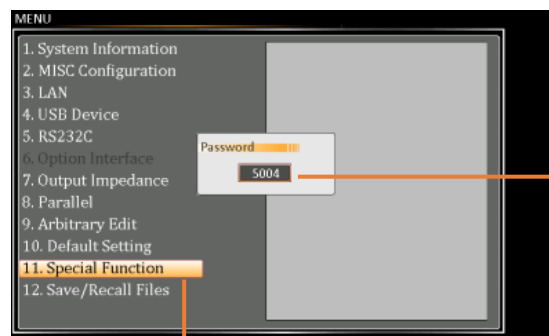 MENU
1. System Information
2. MISC Configuration
3. LAN
4. USB Device
5. RS232C
6. Option Interface
7. Output Impedance
8. Parallel
9. Arbitrary Edit
10. Default Setting
11. Special Function
12. Save/Recall Files
Password
5004